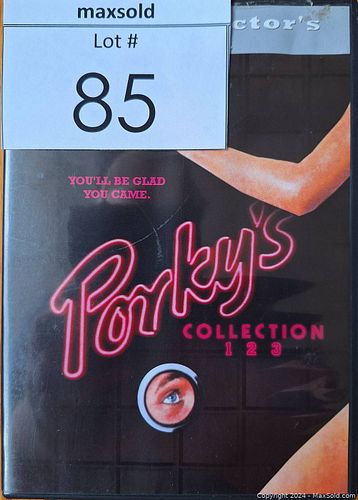 maxsold
Lot #
85
ctor's
YOU'LL BE GLAD
YOU CAME.
Porky's
COLLECTION
1 2 3
Copyright 2024 - MaxSold.com